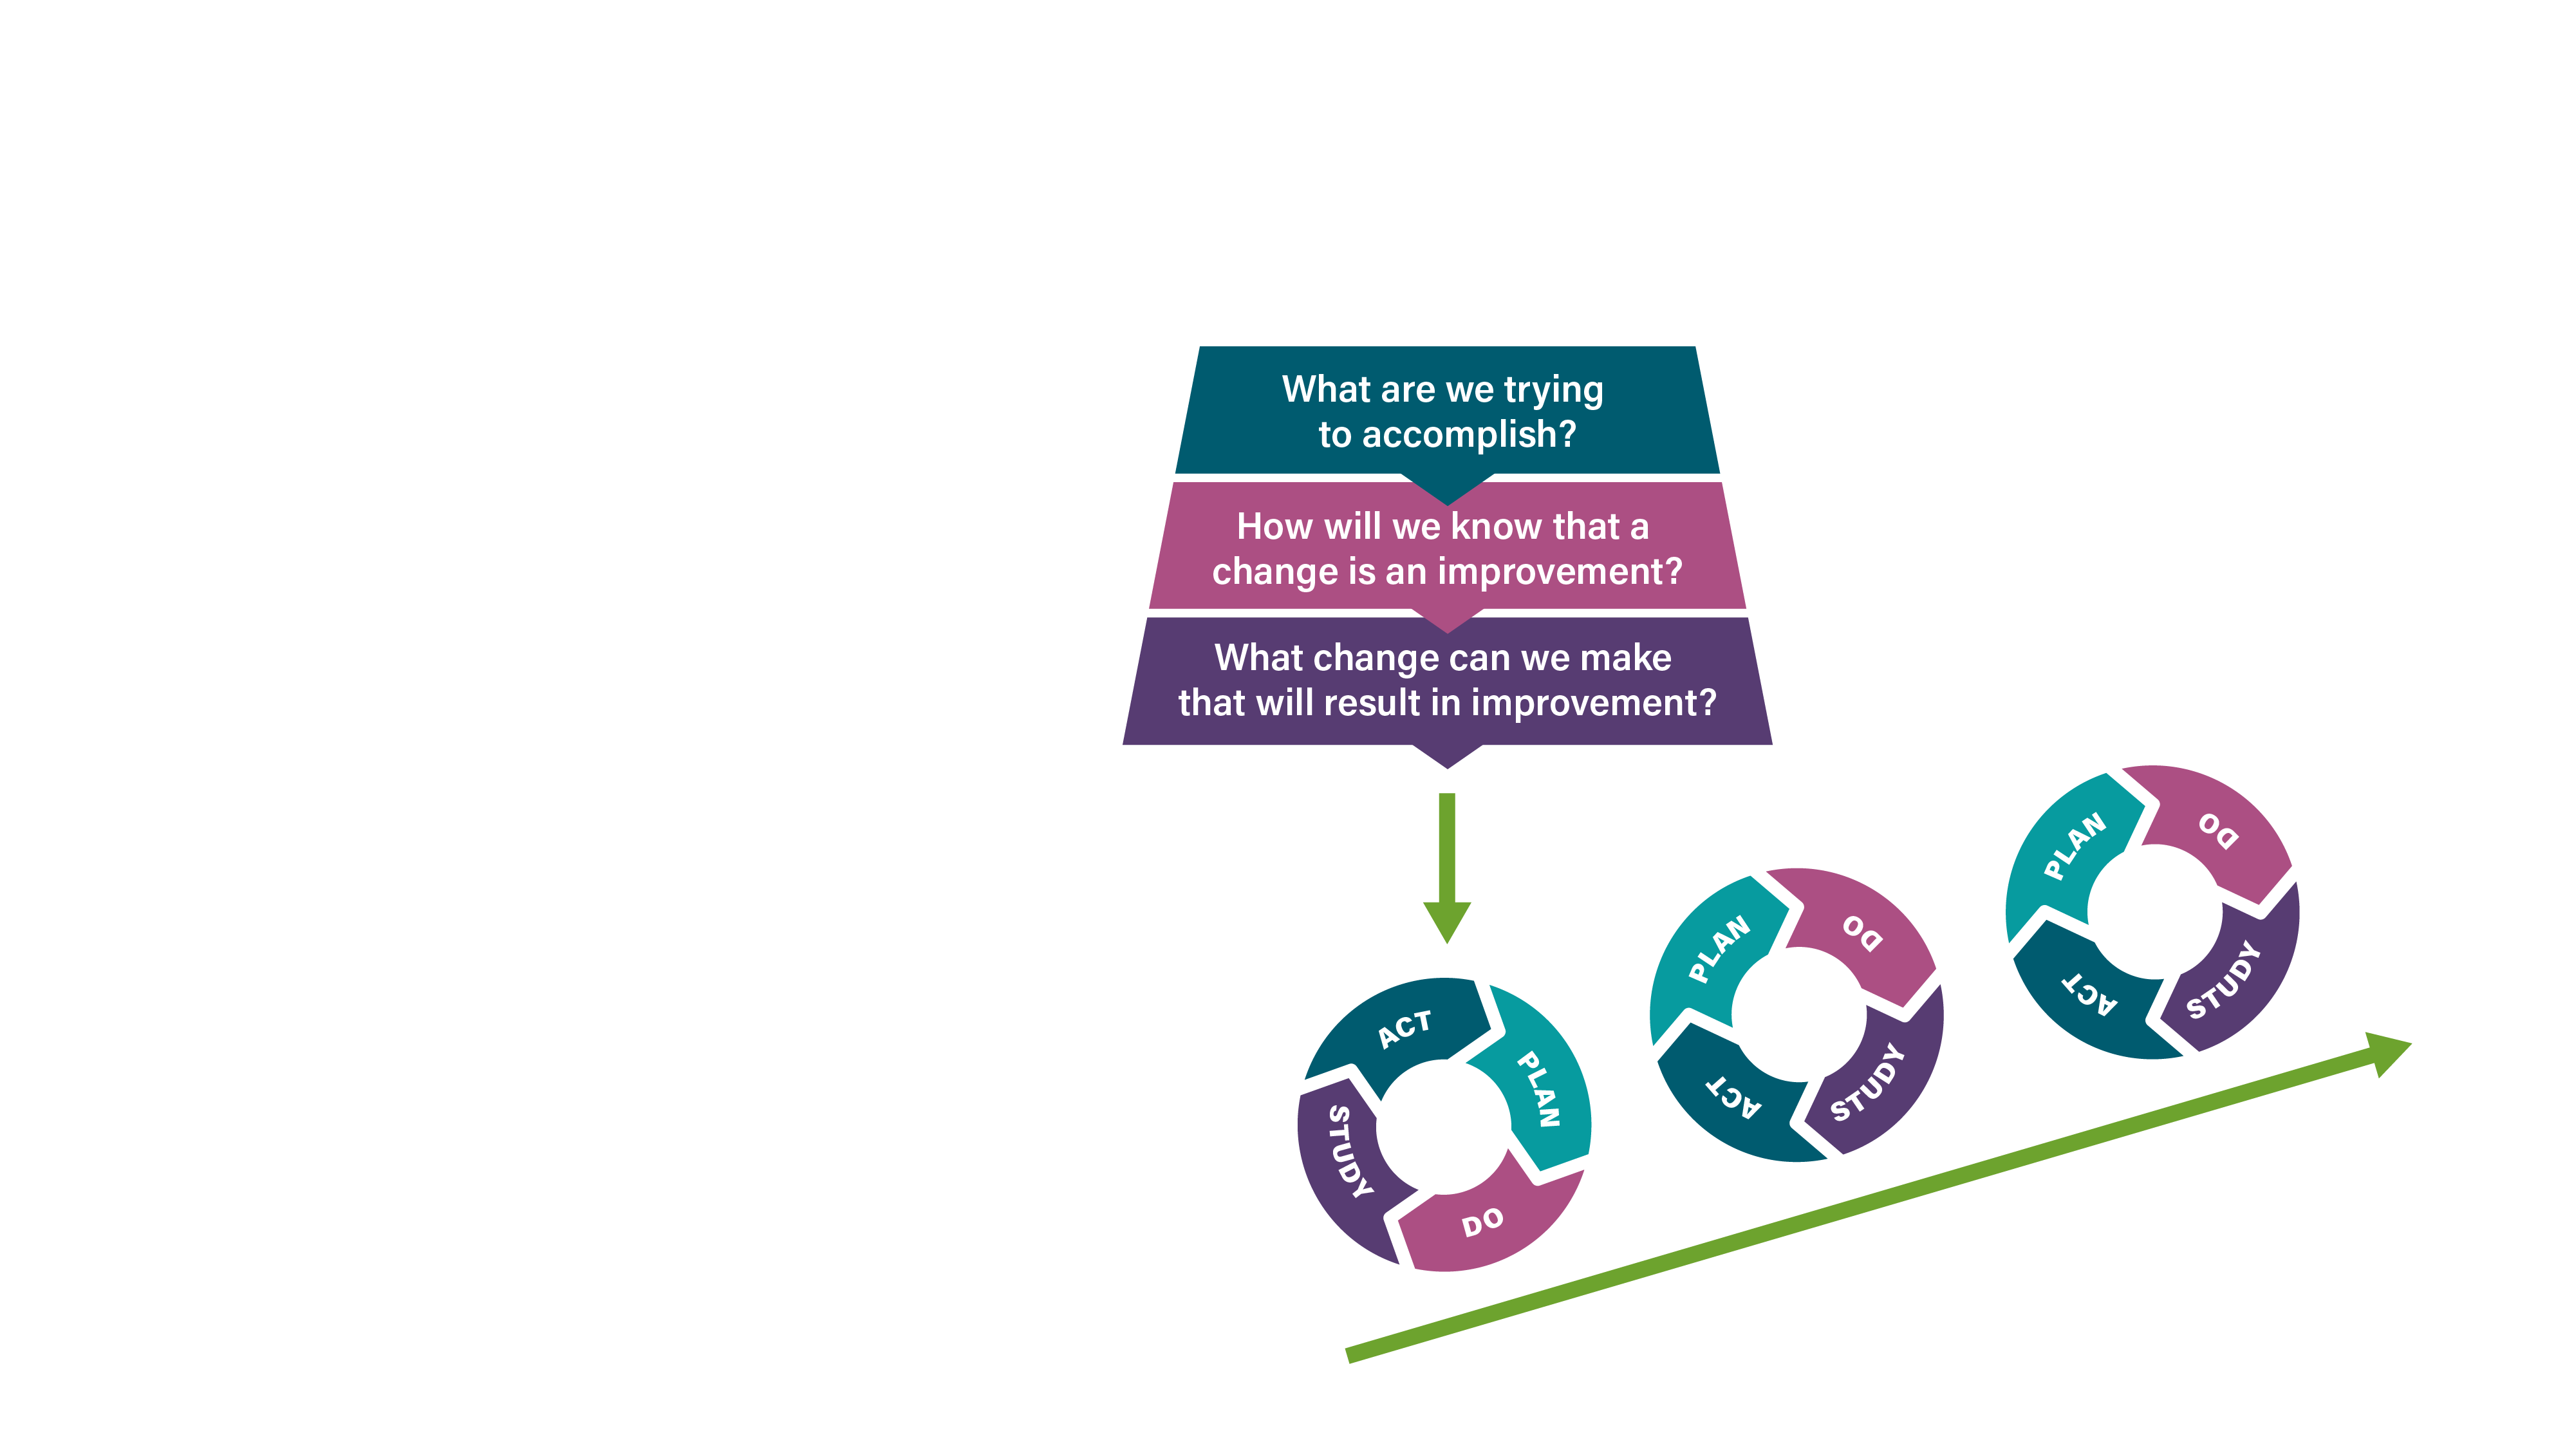 What are we trying
to accomplish?
How will we know that a
change is an improvement?
What change can we make
that will result in improvement?
ACT
PLAN
DO
STUDY
PLAN
DO
STUDY
ACT
PLAN
DO
STUDY
ACT